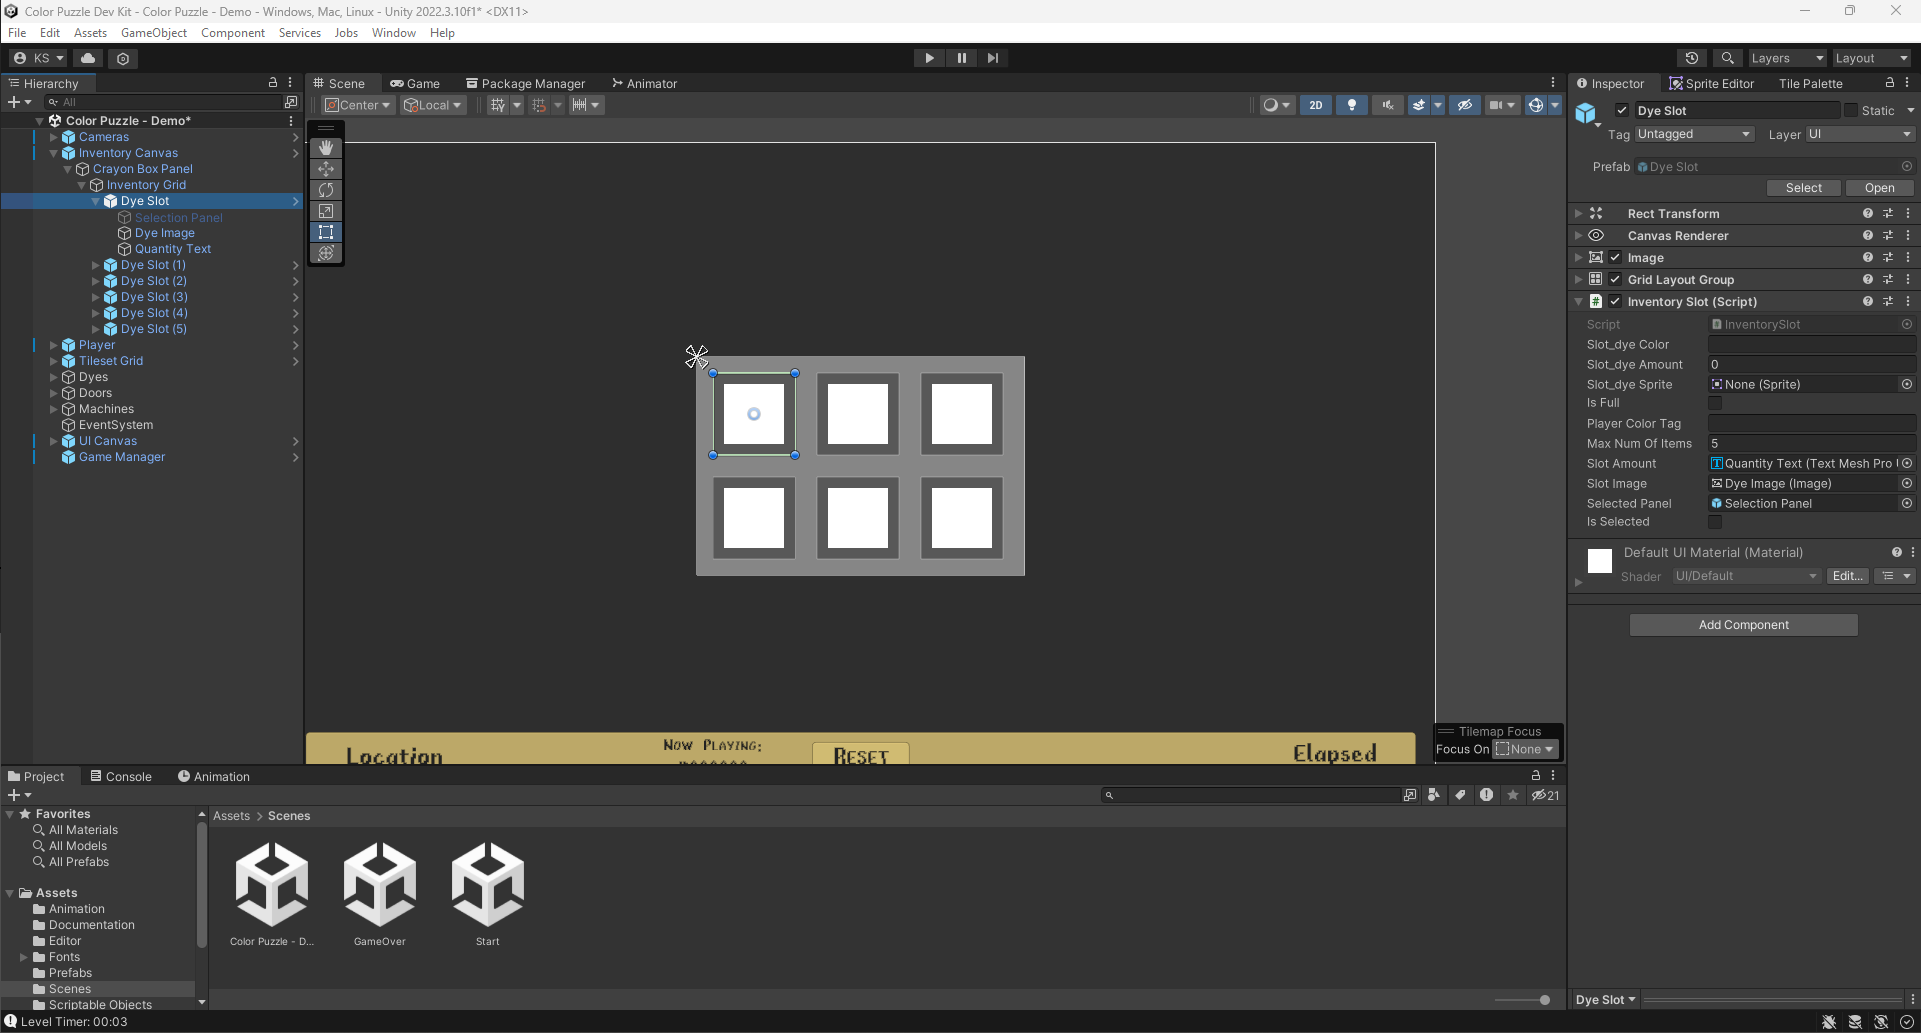 Color Puzzle Dev Kit - Color Puzzle - Demo - Windows, Mac, Linux - Unity 2022.3.10f1* <DX11>
File Edit Assets GameObject Component Services Jobs Window Help
KS Layers Layout
Hierarchy
All
Color Puzzle - Demo*
Cameras
Inventory Canvas
Crayon Box Panel
Inventory Grid
Dye Slot
Selection Panel
Dye Image
Quantity Text
Dye Slot (1)
Dye Slot (2)
Dye Slot (3)
Dye Slot (4)
Dye Slot (5)
Player
Tileset Grid
Dyes
Doors
Machines
EventSystem
UI Canvas
Game Manager
Scene Game Package Manager Animator
Center Local 2D
Location
Now Playing:
Reset
Elapsed
Tilemap Focus
Focus On None
Inspector Sprite Editor Tile Palette
Dye Slot Static
Tag Untagged Layer UI
Prefab Dye Slot
Select Open
Rect Transform
Canvas Renderer
Image
Grid Layout Group
# Inventory Slot (Script)
Script InventorySlot
Slot_dye Color
Slot_dye Amount 0
Slot_dye Sprite None (Sprite)
Is Full
Player Color Tag
Max Num Of Items 5
Slot Amount Quantity Text (Text Mesh Pro U
Slot Image Dye Image (Image)
Selected Panel Selection Panel
Is Selected
Default UI Material (Material)
Shader UI/Default Edit...
Add Component
Dye Slot
Project Console Animation
21
Favorites
All Materials
All Models
All Prefabs
Assets
Animation
Documentation
Editor
Fonts
Prefabs
Scenes
Scriptable Objects
Assets > Scenes
Color Puzzle - D...
GameOver
Start
Level Timer: 00:03